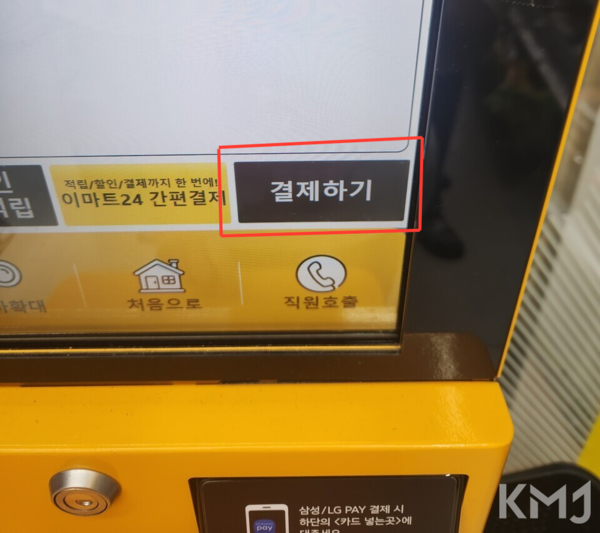 적립/할인/결제까지 한 번에!
이마트24 간편결제
결제하기
처음으로
직원호출
삼성/LG PAY 결제 시
하단의 <카드 넣는곳>에
pay
KMJ